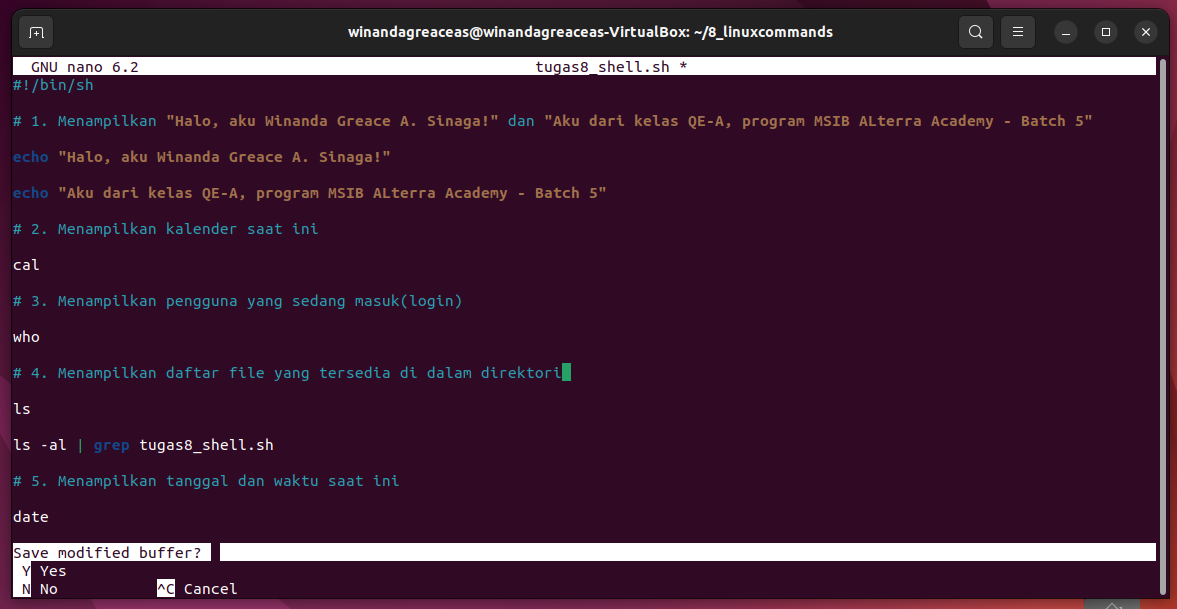 winandagreaceas@winandagreaceas-VirtualBox: ~/8_linuxcommands
GNU nano 6.2 tugas8_shell.sh *
#!/bin/sh
# 1. Menampilkan "Halo, aku Winanda Greace A. Sinaga!" dan "Aku dari kelas QE-A, program MSIB ALterra Academy - Batch 5"
echo "Halo, aku Winanda Greace A. Sinaga!"
echo "Aku dari kelas QE-A, program MSIB ALterra Academy - Batch 5"
# 2. Menampilkan kalender saat ini
cal
# 3. Menampilkan pengguna yang sedang masuk(login)
who
# 4. Menampilkan daftar file yang tersedia di dalam direktori
ls
ls -al | grep tugas8_shell.sh
# 5. Menampilkan tanggal dan waktu saat ini
date
Save modified buffer?
Y Yes
N No ^C Cancel